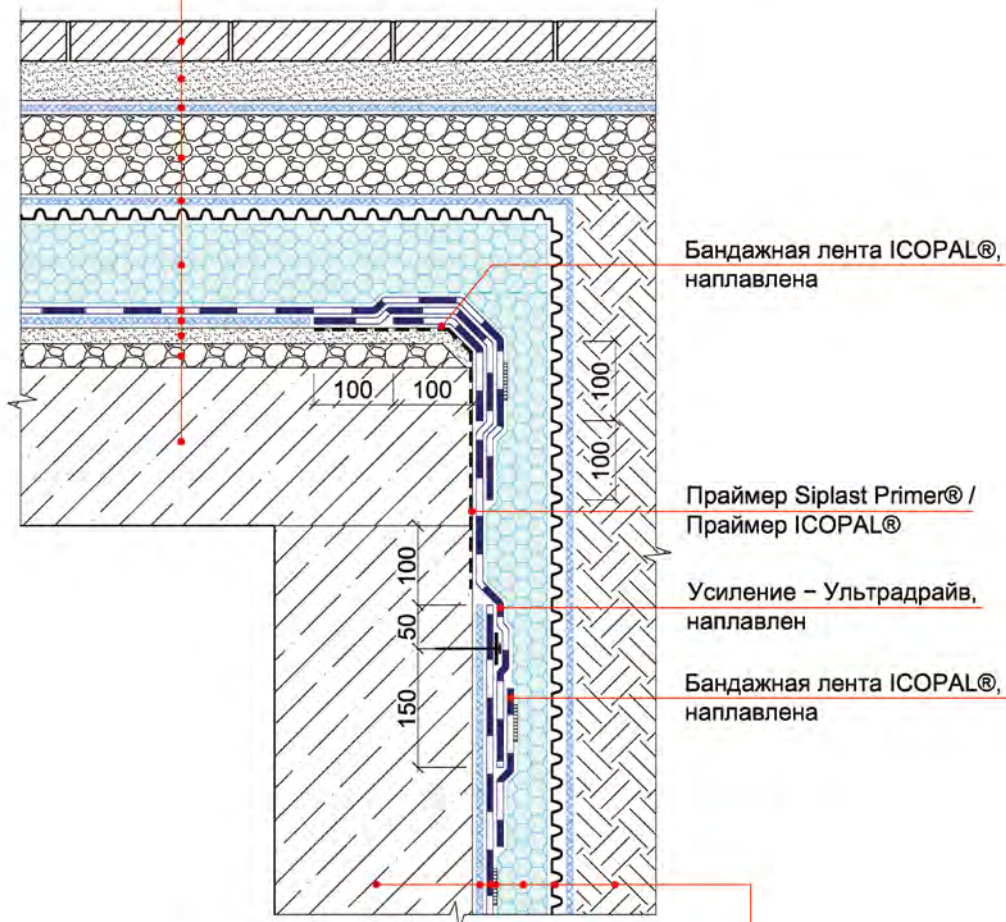 Бандажная лента ICOPAL®,
наплавлена
100
100
100
100
Праймер Siplast Primer® /
Праймер ICOPAL®
100
Усиление – Ультрадрайв,
наплавлен
50
Бандажная лента ICOPAL®,
наплавлена
150